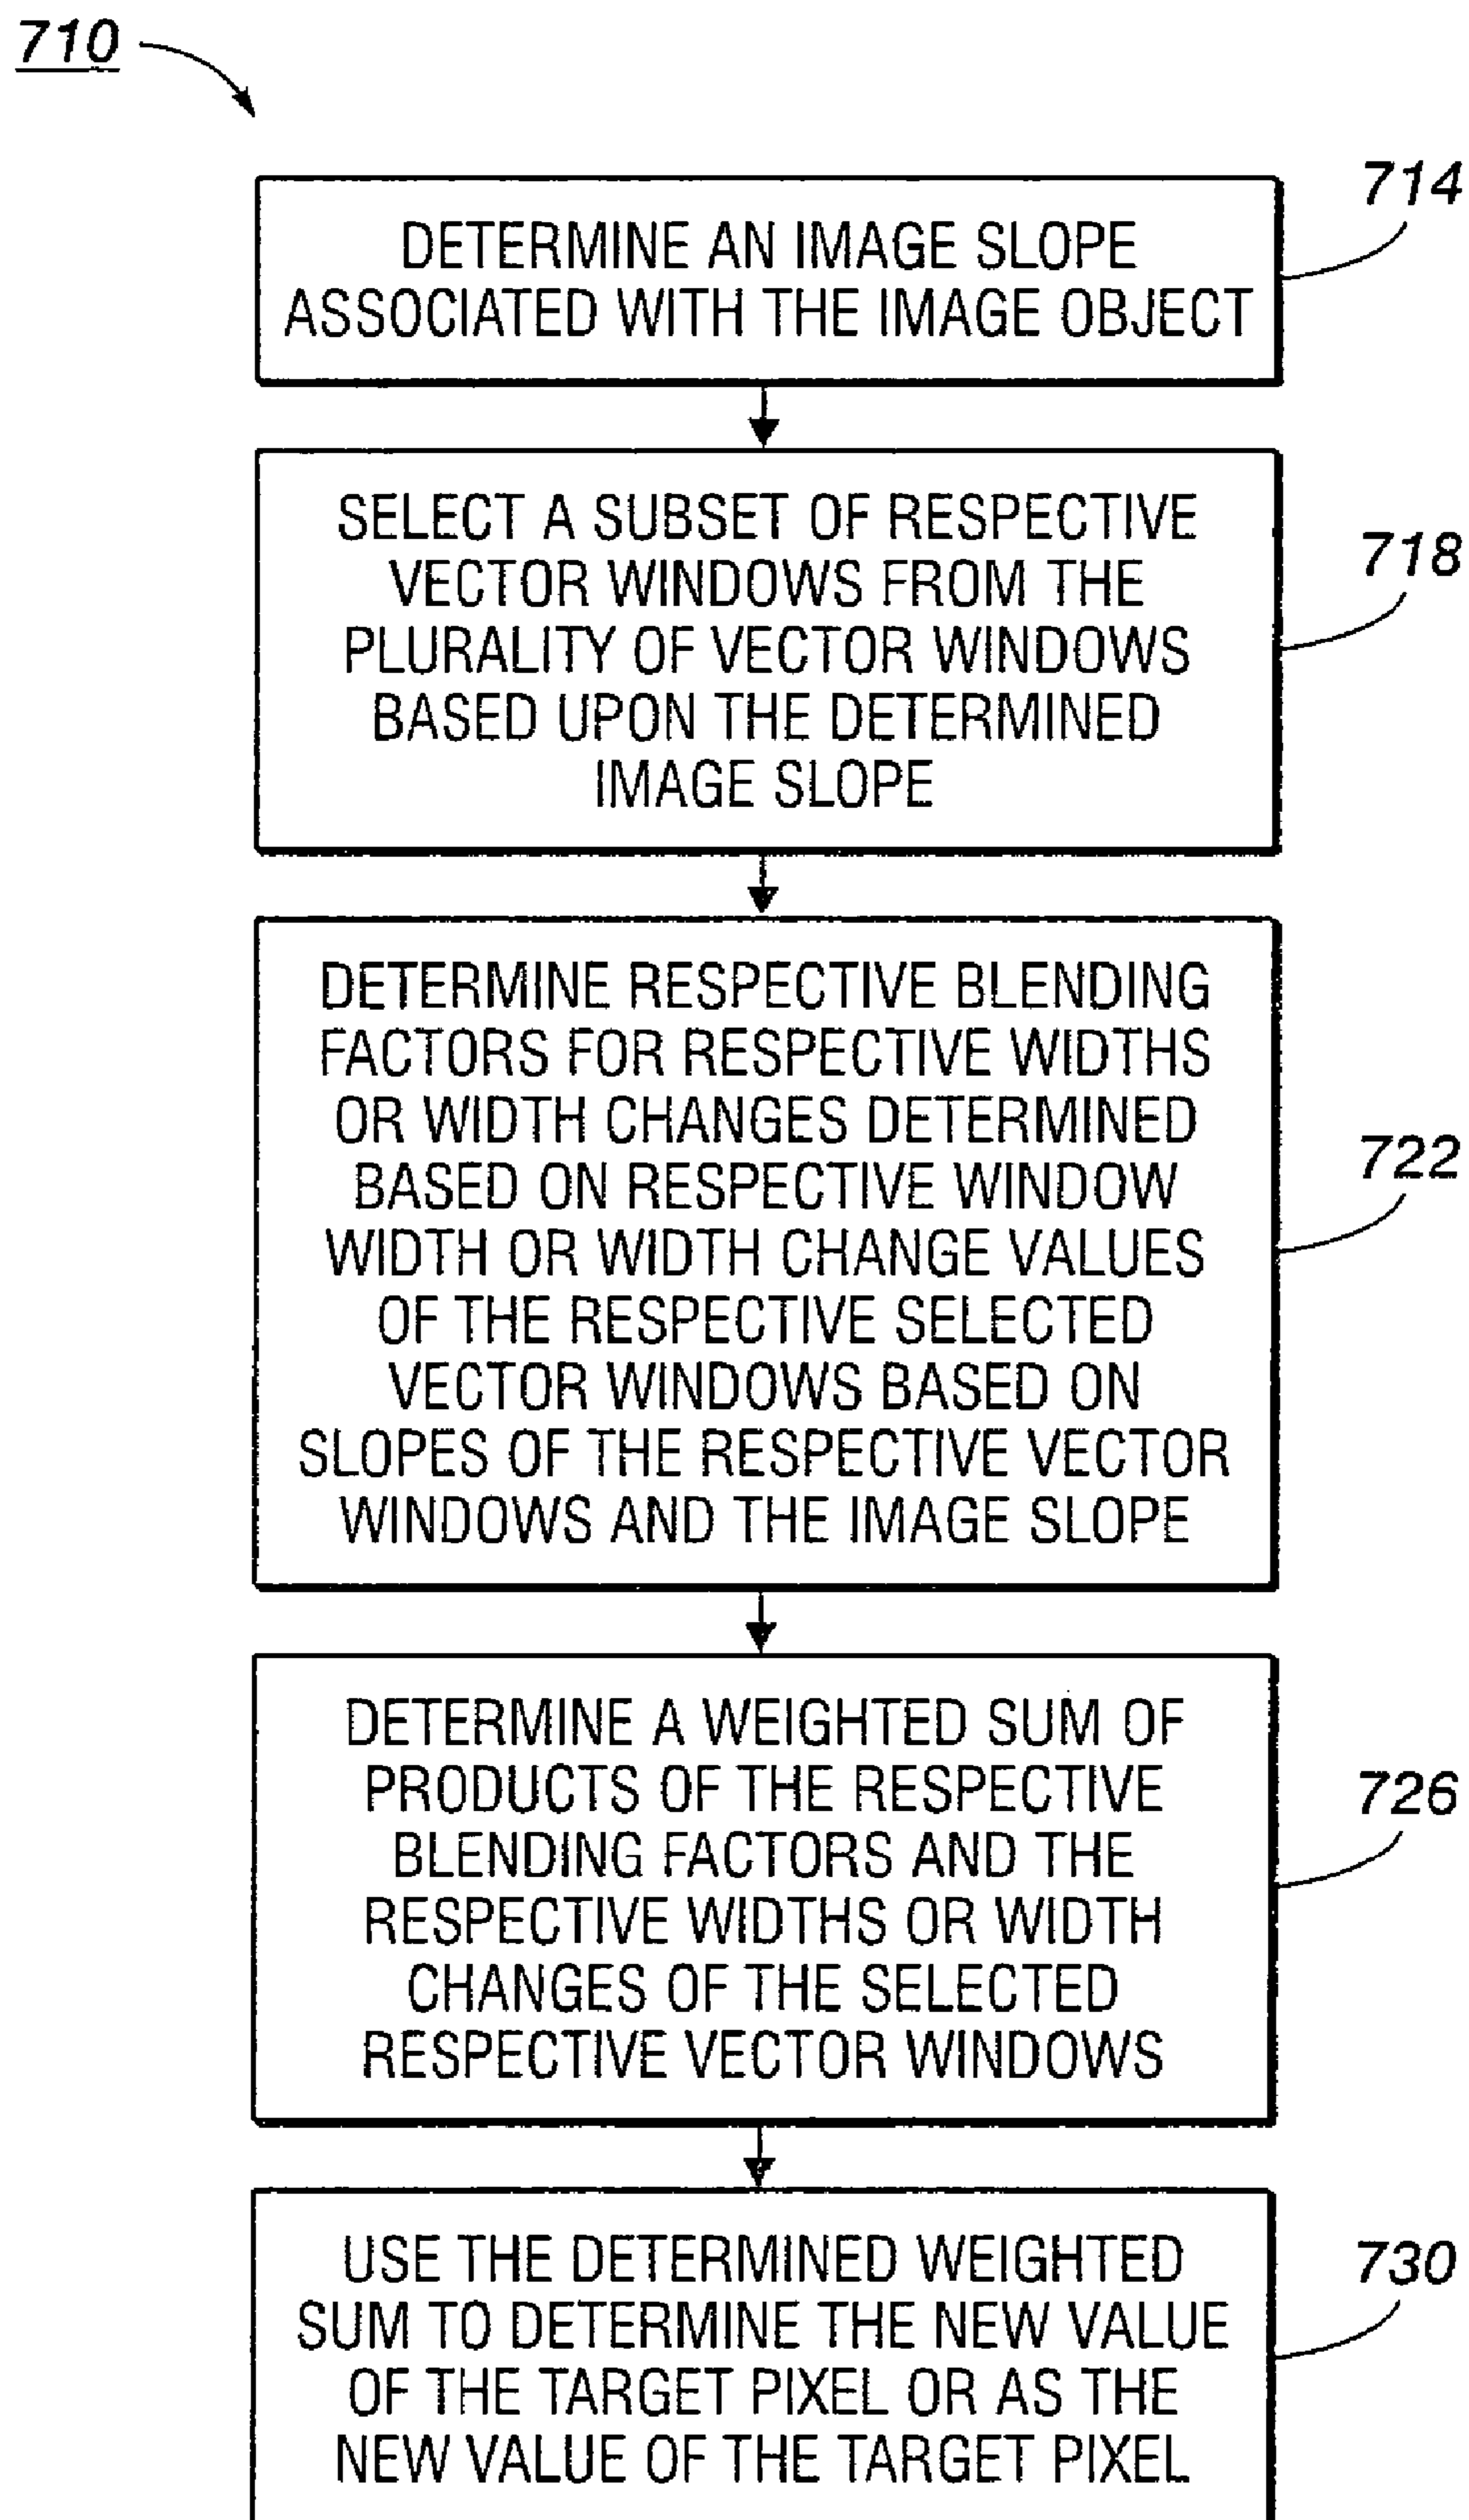 710
714
DETERMINE AN IMAGE SLOPE
ASSOCIATED WITH THE IMAGE OBJECT
718
SELECT A SUBSET OF RESPECTIVE
VECTOR WINDOWS FROM THE
PLURALITY OF VECTOR WINDOWS
BASED UPON THE DETERMINED
IMAGE SLOPE
722
DETERMINE RESPECTIVE BLENDING
FACTORS FOR RESPECTIVE WIDTHS
OR WIDTH CHANGES DETERMINED
BASED ON RESPECTIVE WINDOW
WIDTH OR WIDTH CHANGE VALUES
OF THE RESPECTIVE SELECTED
VECTOR WINDOWS BASED ON
SLOPES OF THE RESPECTIVE VECTOR
WINDOWS AND THE IMAGE SLOPE
726
DETERMINE A WEIGHTED SUM OF
PRODUCTS OF THE RESPECTIVE
BLENDING FACTORS AND THE
RESPECTIVE WIDTHS OR WIDTH
CHANGES OF THE SELECTED
RESPECTIVE VECTOR WINDOWS
730
USE THE DETERMINED WEIGHTED
SUM TO DETERMINE THE NEW VALUE
OF THE TARGET PIXEL OR AS THE
NEW VALUE OF THE TARGET PIXEL